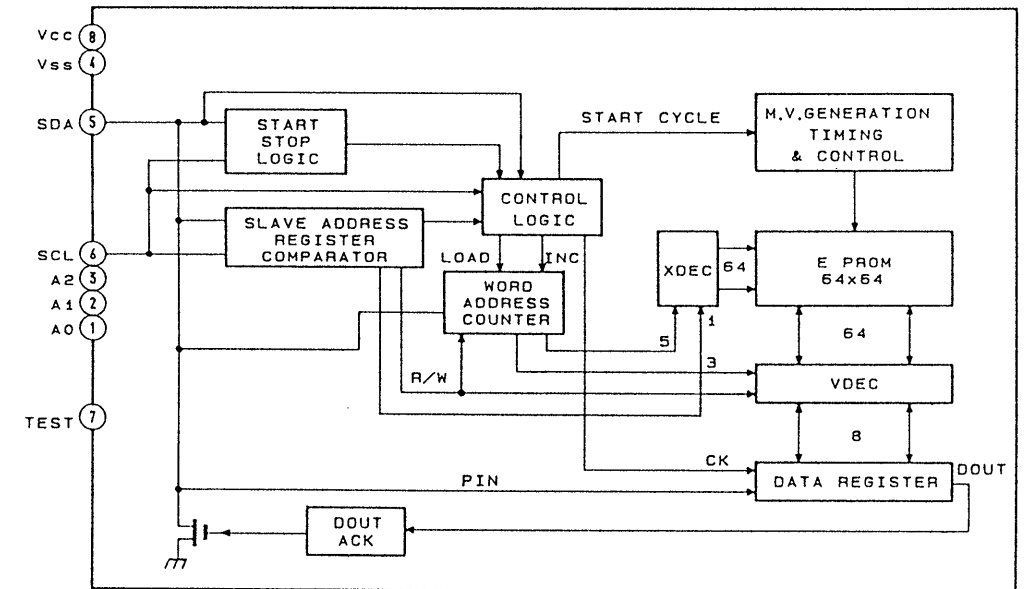 Vcc 8
Vss 4
SDA 5
START
STOP
LOGIC
START CYCLE
M.V.GENERATION
TIMING
& CONTROL
CONTROL
LOGIC
SLAVE ADDRESS
REGISTER
COMPARATOR
SCL 6
A2 3
A1 2
A0 1
LOAD
INC
WORD
ADDRESS
COUNTER
XDEC
64
E PROM
64x64
1
5
64
3
R/W
VDEC
TEST 7
8
CK
PIN
DATA REGISTER
DOUT
DOUT
ACK